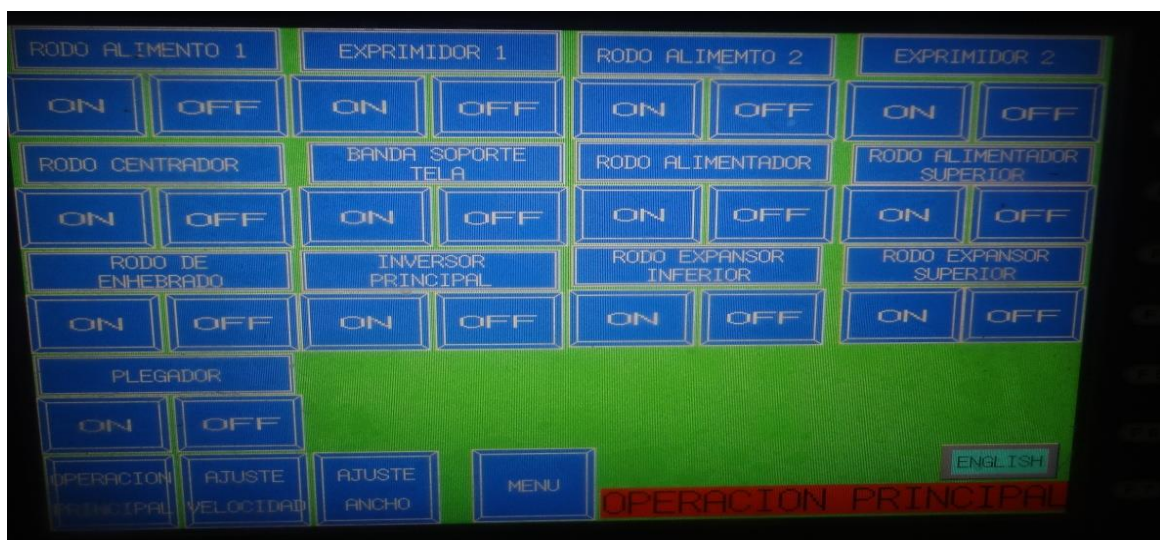 RODO ALIMENTO 1
EXPRIMIDOR 1
RODO ALIMEMTO 2
EXPRIMIDOR 2
ON OFF ON OFF ON OFF ON OFF
RODO CENTRADOR
BANDA SOPORTE
TELA
RODO ALIMENTADOR
RODO ALIMENTADOR
SUPERIOR
ON OFF ON OFF ON OFF ON OFF
RODO DE
ENHEBRADO
INVERSOR
PRINCIPAL
RODO EXPANSOR
INFERIOR
RODO EXPANSOR
SUPERIOR
ON OFF ON OFF ON OFF ON OFF
PLEGADOR
ON OFF
OPERACION
PRINCIPAL
AJUSTE
VELOCIDAD
AJUSTE
ANCHO
MENU
ENGLISH
OPERACION PRINCIPAL